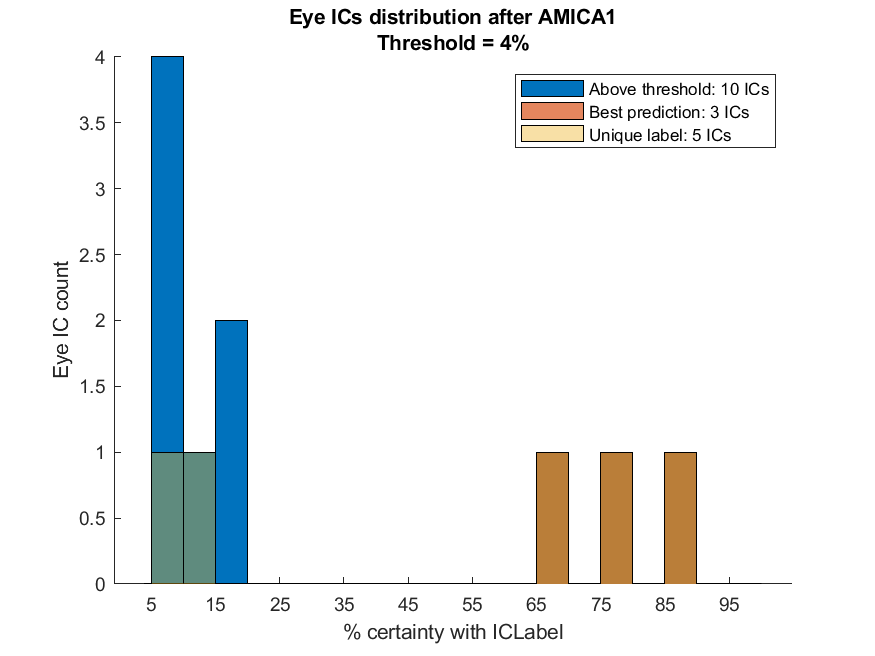 Eye ICs distribution after AMICA1
Threshold = 4%
Above threshold: 10 ICs
Best prediction: 3 ICs
Unique label: 5 ICs
Eye IC count
4
3.5
3
2.5
2
1.5
1
0.5
0
5 15 25 35 45 55 65 75 85 95
% certainty with ICLabel